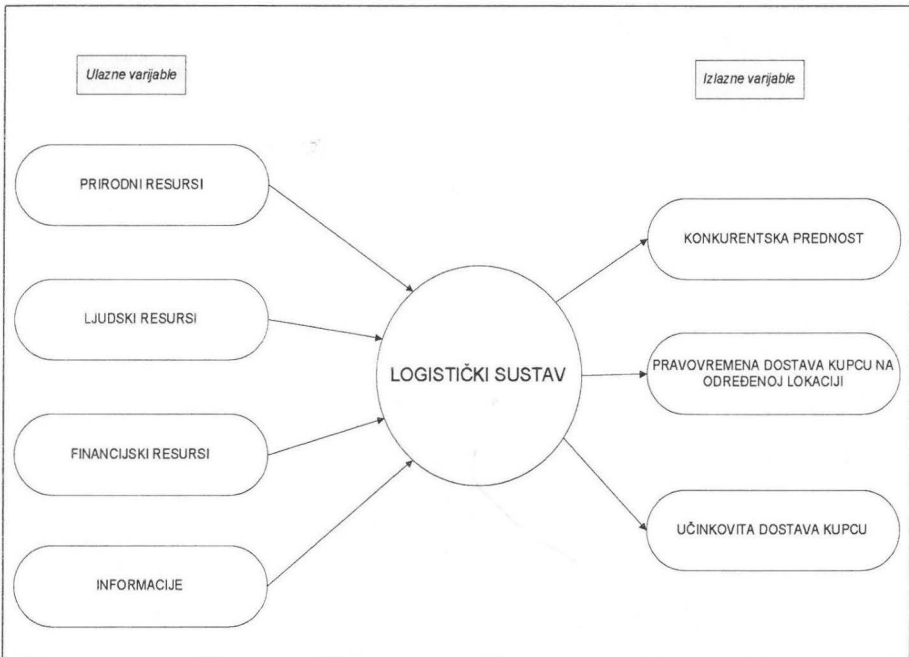 Ulazne varijable
Izlazne varijable
PRIRODNI RESURSI
LJUDSKI RESURSI
FINANCIJSKI RESURSI
INFORMACIJE
LOGISTIČKI SUSTAV
KONKURENTSKA PREDNOST
PRAVOVREMENA DOSTAVA KUPCU NA
ODREĐENOJ LOKACIJI
UČINKOVITA DOSTAVA KUPCU